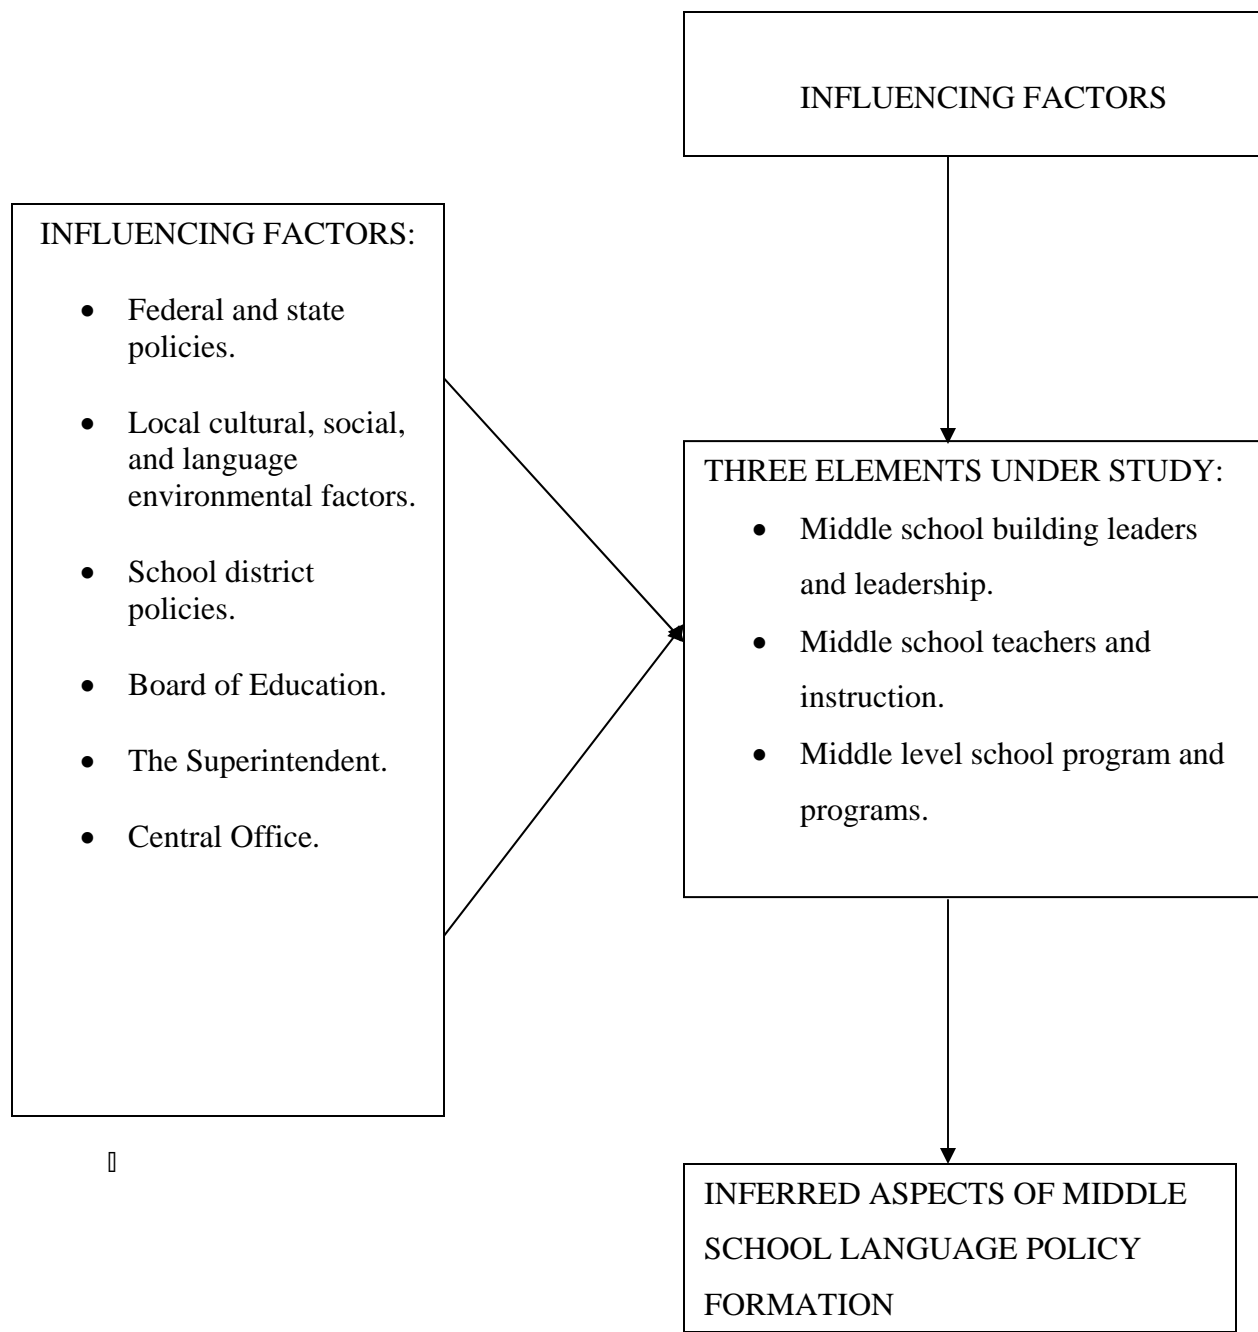 INFLUENCING FACTORS
INFLUENCING FACTORS:
• Federal and state
policies.
• Local cultural, social,
and language
environmental factors.
• School district
policies.
• Board of Education.
• The Superintendent.
• Central Office.
THREE ELEMENTS UNDER STUDY:
• Middle school building leaders
and leadership.
• Middle school teachers and
instruction.
• Middle level school program and
programs.
INFERRED ASPECTS OF MIDDLE
SCHOOL LANGUAGE POLICY
FORMATION